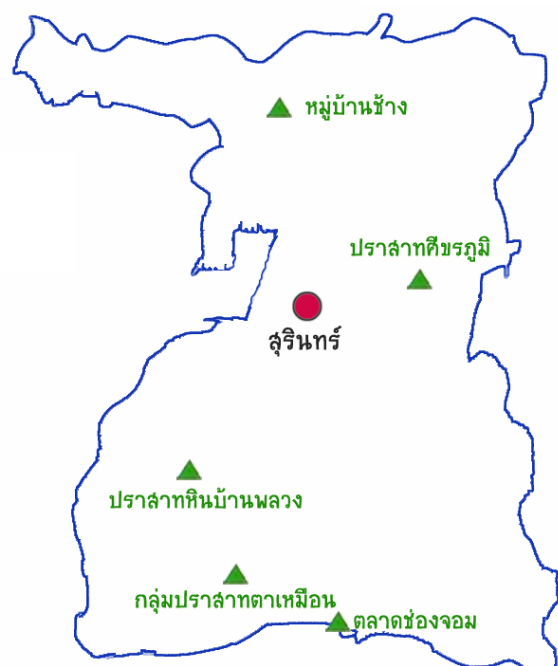 หมู่บ้านช้าง
ปราสาทศีขรภูมิ
สุรินทร์
ปราสาทหินบ้านพลวง
กลุ่มปราสาทตาเหมือน
ตลาดช่องจอม